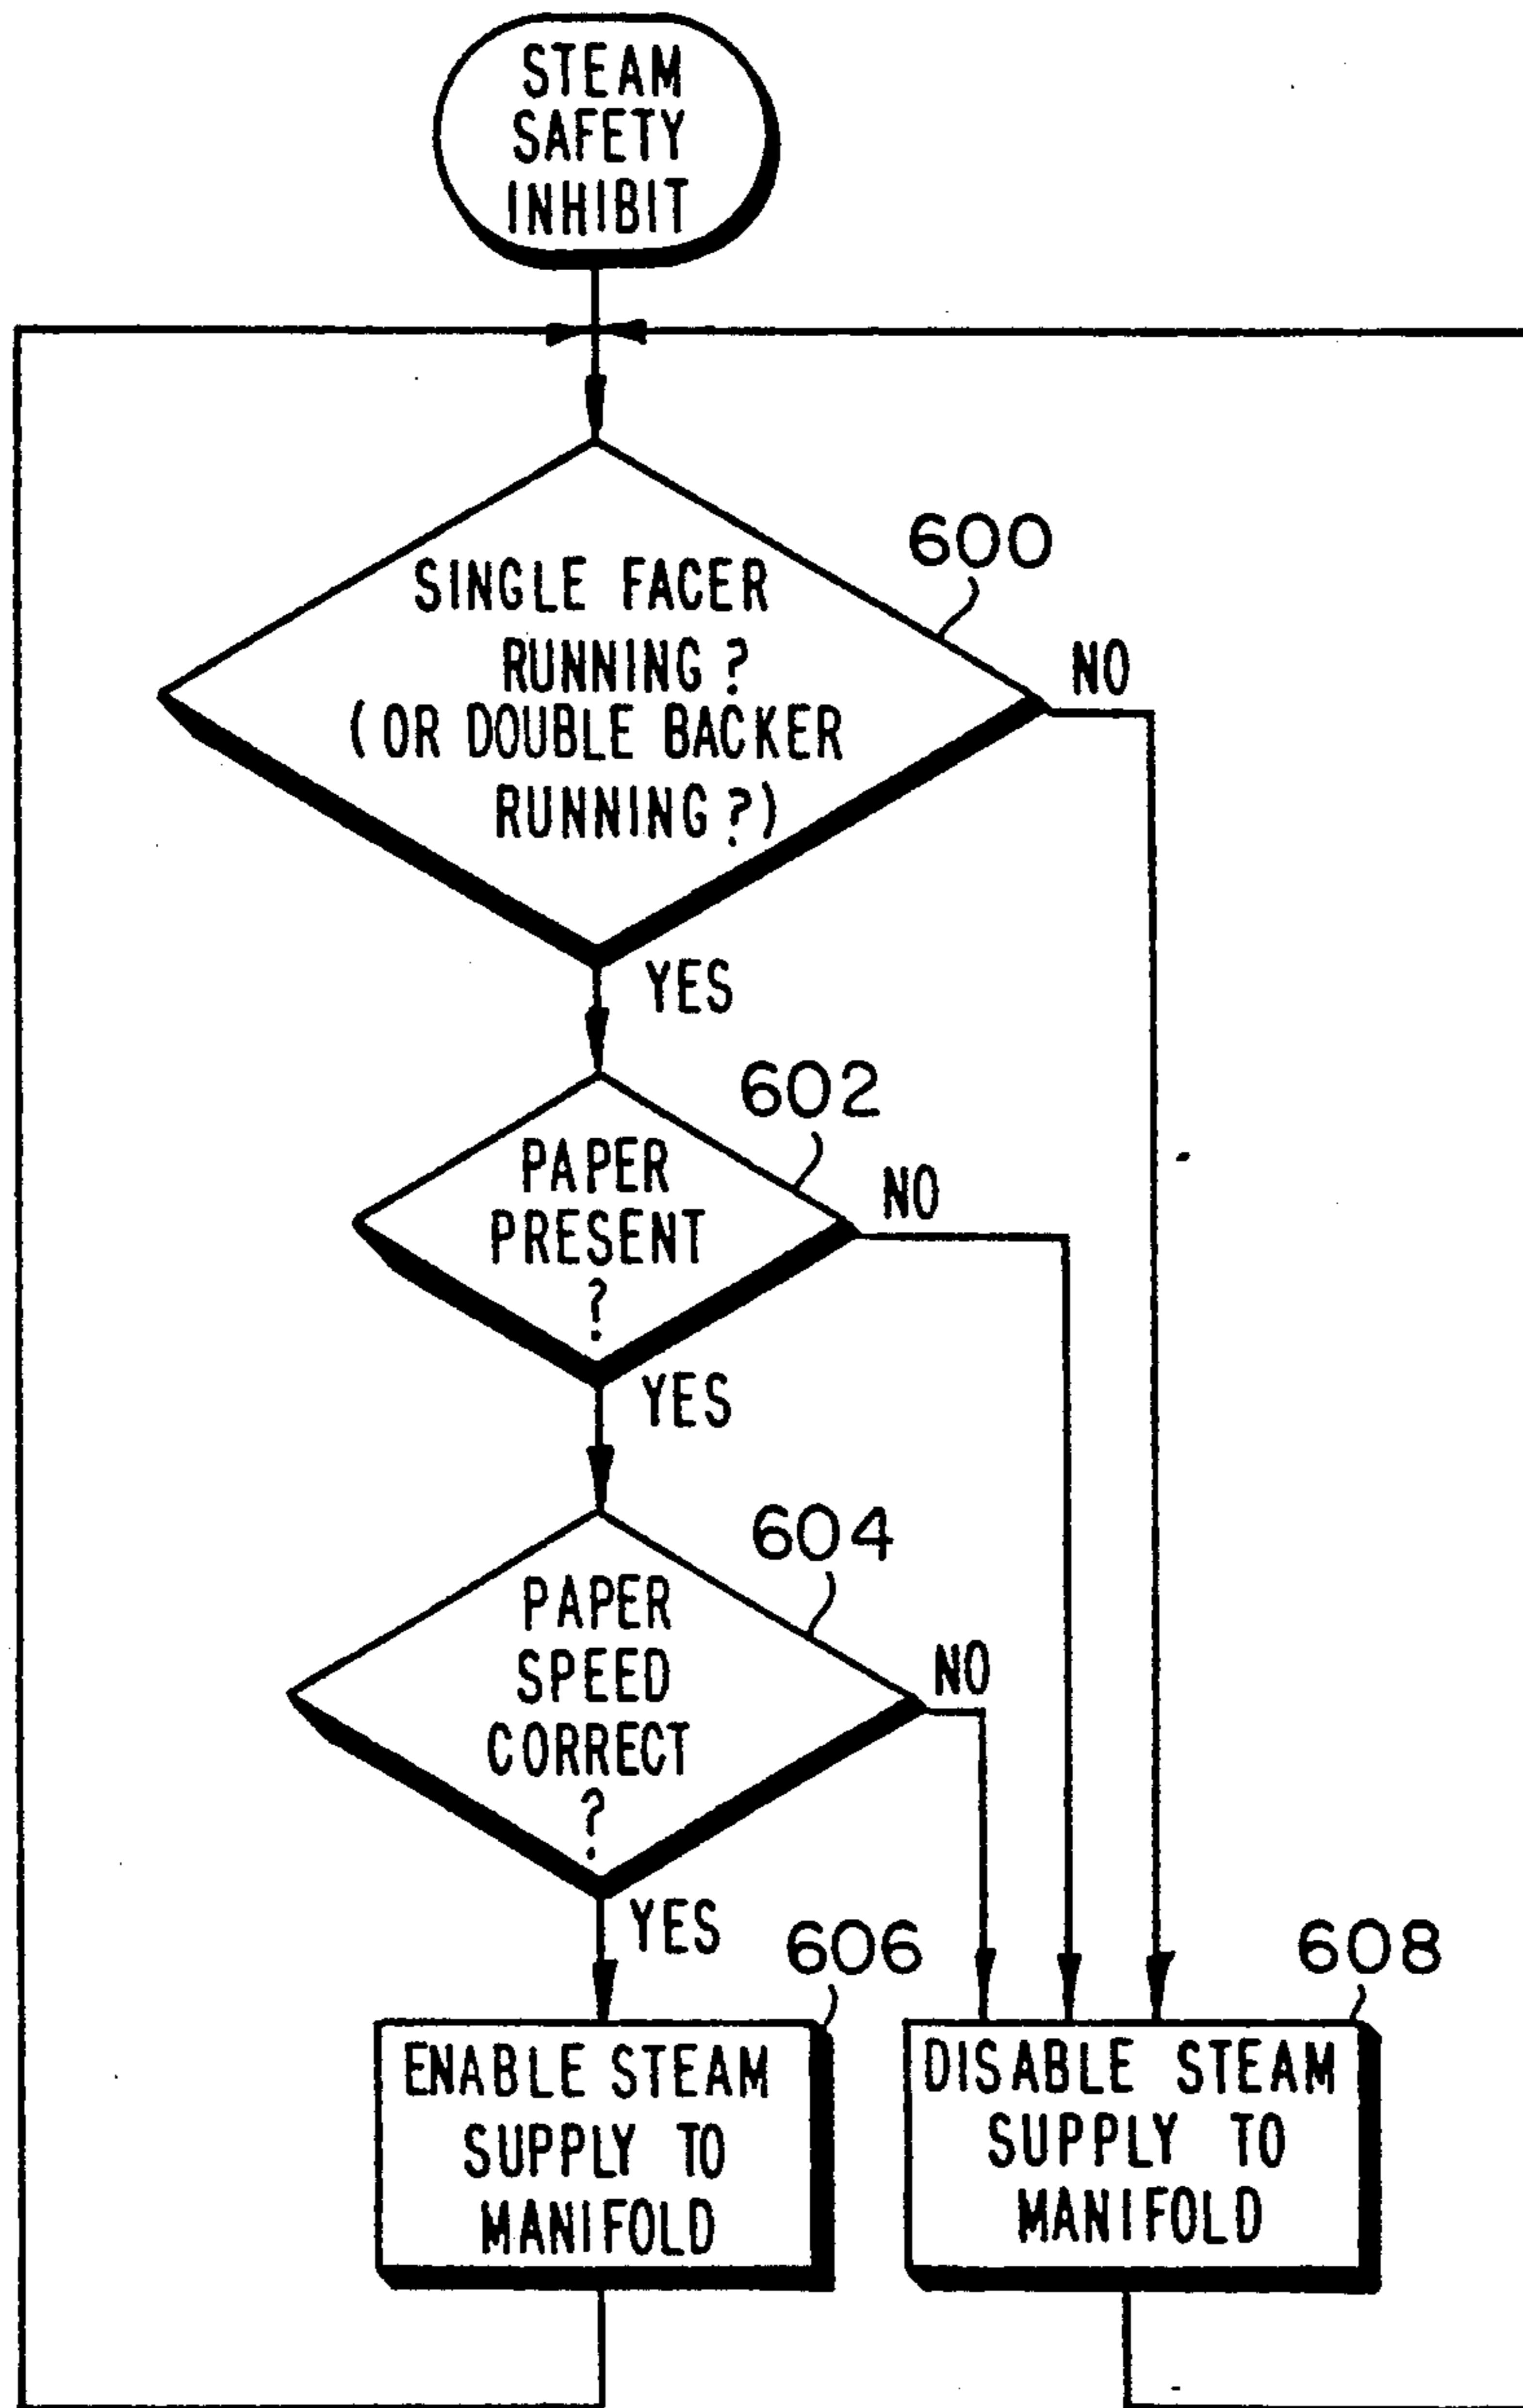 STEAM
SAFETY
INHIBIT
600
SINGLE FACER
RUNNING ?
(OR DOUBLE BACKER
RUNNING ?)
NO
YES
602
PAPER
PRESENT
?
NO
YES
604
PAPER
SPEED
CORRECT
?
NO
YES
606
ENABLE STEAM
SUPPLY TO
MANIFOLD
608
DISABLE STEAM
SUPPLY TO
MANIFOLD